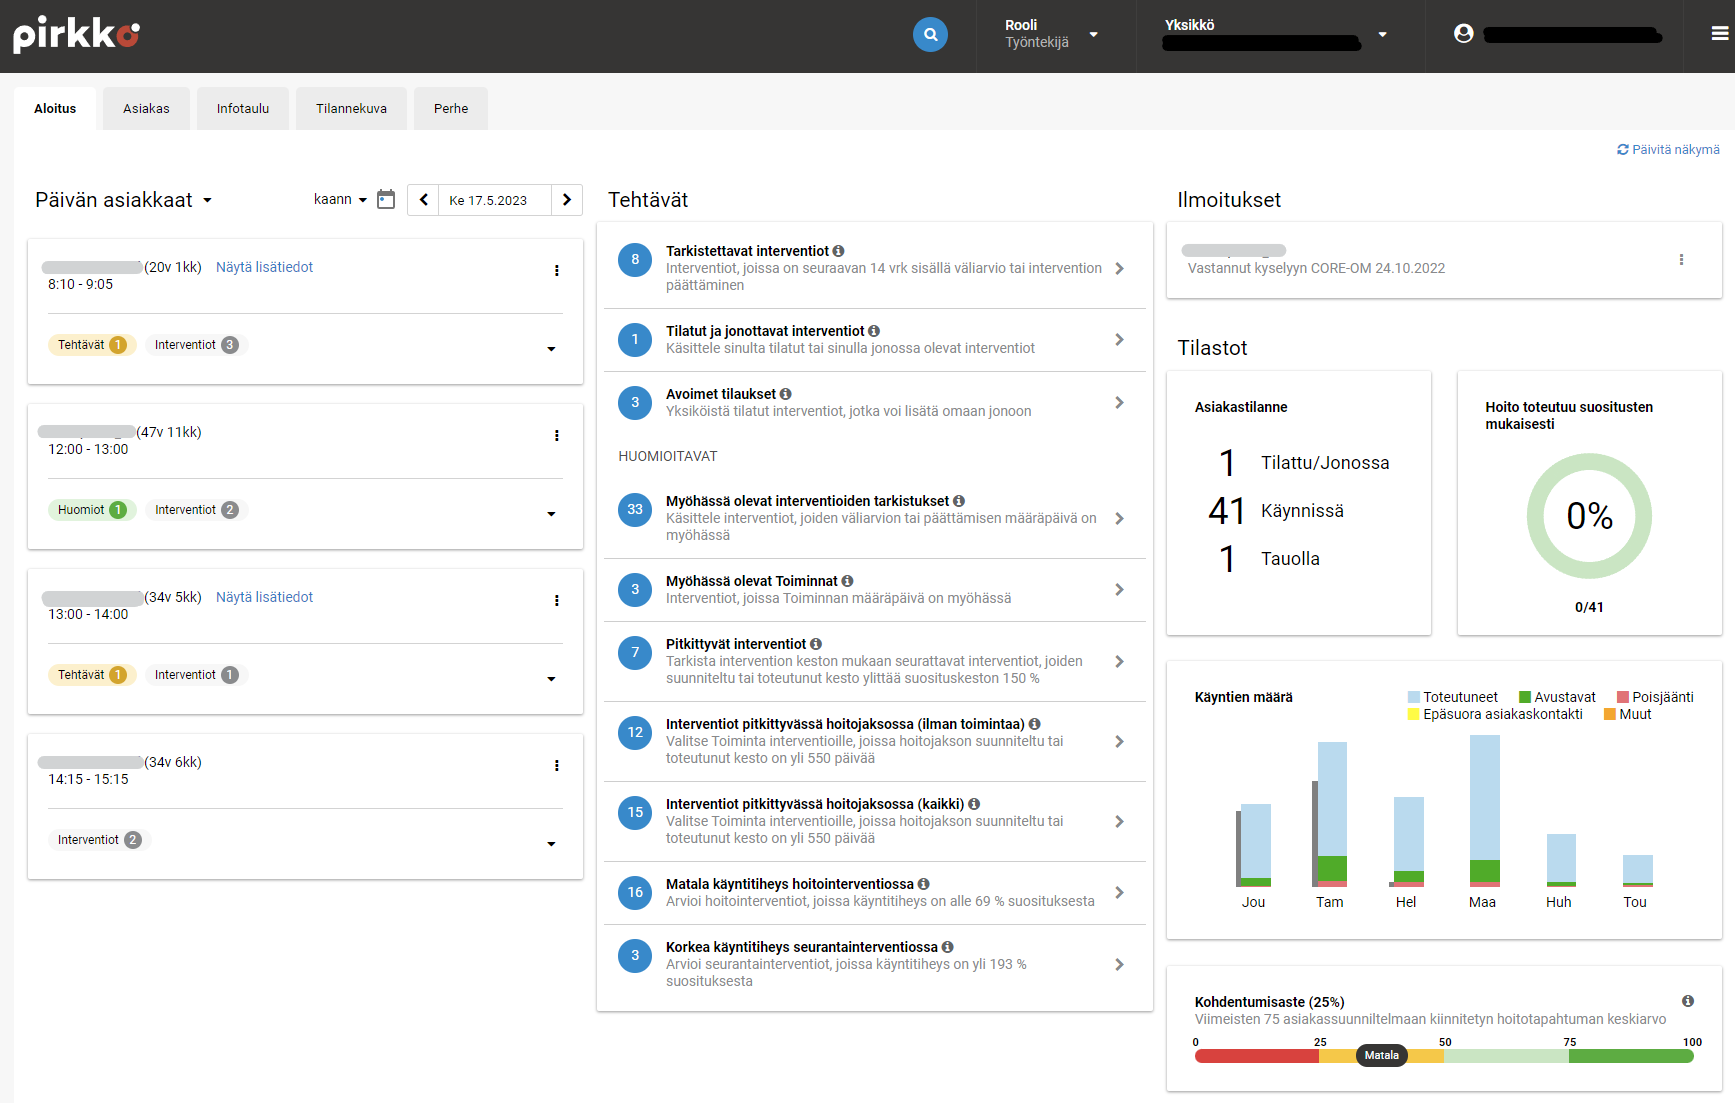 pirkko
Rooli
Työntekijä
Yksikkö
Aloitus
Asiakas
Infotaulu
Tilannekuva
Perhe
Päivitä näkymä
Päivän asiakkaat
kaann
Ke 17.5.2023
(20v 1kk) Näytä lisätiedot
8:10 - 9:05
Tehtävät 1
Interventiot 3
(47v 11kk)
12:00 - 13:00
Huomiot 1
Interventiot 2
(34v 5kk) Näytä lisätiedot
13:00 - 14:00
Tehtävät 1
Interventiot 1
(34v 6kk)
14:15 - 15:15
Interventiot 2
Tehtävät
8
Tarkistettavat interventiot
Interventiot, joissa on seuraavan 14 vrk sisällä väliarvio tai intervention
päättäminen
1
Tilatut ja jonottavat interventiot
Käsittele sinulta tilatut tai sinulla jonossa olevat interventiot
3
Avoimet tilaukset
Yksiköistä tilatut interventiot, jotka voi lisätä omaan jonoon
HUOMIOITAVAT
33
Myöhässä olevat interventioiden tarkistukset
Käsittele interventiot, joiden väliarvion tai päättämisen määräpäivä on
myöhässä
3
Myöhässä olevat Toiminnat
Interventiot, joissa Toiminnan määräpäivä on myöhässä
7
Pitkittyvät interventiot
Tarkista intervention keston mukaan seurattavat interventiot, joiden
suunniteltu tai toteutunut kesto ylittää suosituskeston 150 %
12
Interventiot pitkittyvässä hoitojaksossa (ilman toimintaa)
Valitse Toiminta interventioille, joissa hoitojakson suunniteltu tai
toteutunut kesto on yli 550 päivää
15
Interventiot pitkittyvässä hoitojaksossa (kaikki)
Valitse Toiminta interventioille, joissa hoitojakson suunniteltu tai
toteutunut kesto on yli 550 päivää
16
Matala käyntitiheys hoitointerventiossa
Arvioi hoitointerventiot, joissa käyntitiheys on alle 69 % suosituksesta
3
Korkea käyntitiheys seurantainterventiossa
Arvioi seurantainterventiot, joissa käyntitiheys on yli 193 %
suosituksesta
Ilmoitukset
Vastannut kyselyyn CORE-OM 24.10.2022
Tilastot
Asiakastilanne
1 Tilattu/Jonossa
41 Käynnissä
1 Tauolla
Hoito toteutuu suositusten
mukaisesti
0%
0/41
Käyntien määrä
Toteutuneet Avustavat Poisjäänti
Epäsuora asiakaskontakti Muut
Jou Tam Hel Maa Huh Tou
Kohdentumisaste (25%)
Viimeisten 75 asiakassuunniltelmaan kiinnitetyn hoitotapahtuman keskiarvo
0 25 50 75 100
Matala